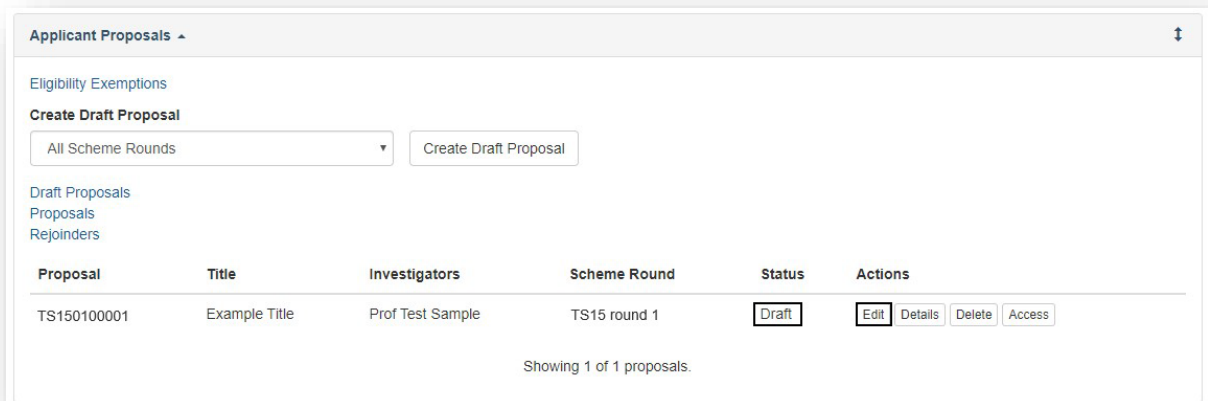 Applicant Proposals
Eligibility Exemptions
Create Draft Proposal
All Scheme Rounds Create Draft Proposal
Draft Proposals
Proposals
Rejoinders
Proposal Title Investigators Scheme Round Status Actions
TS150100001 Example Title Prof Test Sample TS15 round 1 Draft Edit Details Delete Access
Showing 1 of 1 proposals.